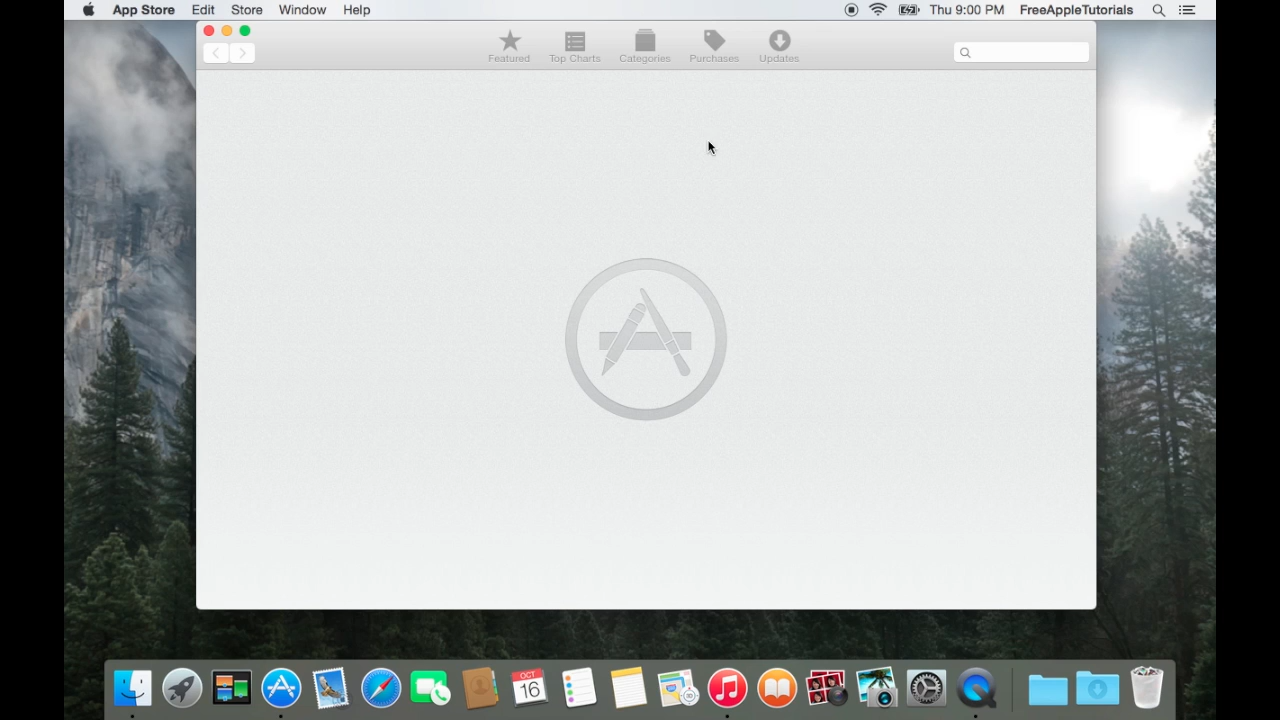 App Store Edit Store Window Help Thu 9:00 PM FreeAppleTutorials
Featured Top Charts Categories Purchases Updates
OCT
16